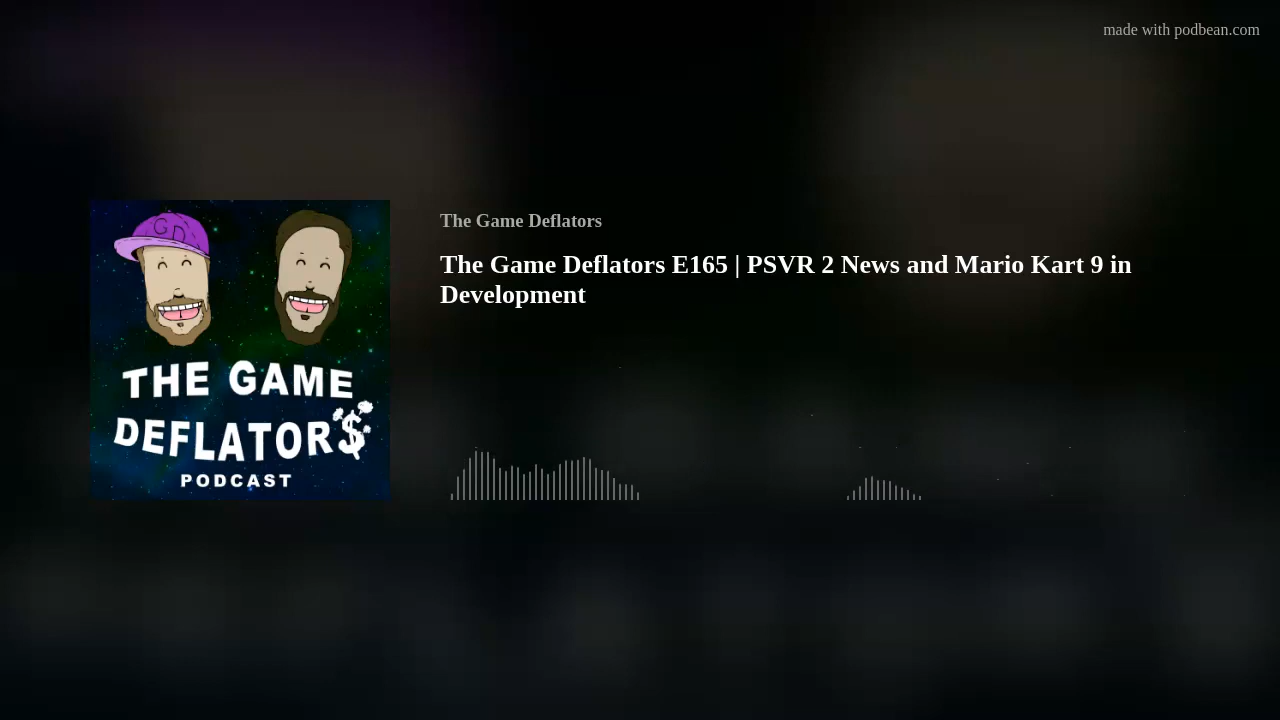 made with podbean.com
The Game Deflators
The Game Deflators E165 | PSVR 2 News and Mario Kart 9 in
Development
GD
THE GAME
DEFLATOR$
PODCAST